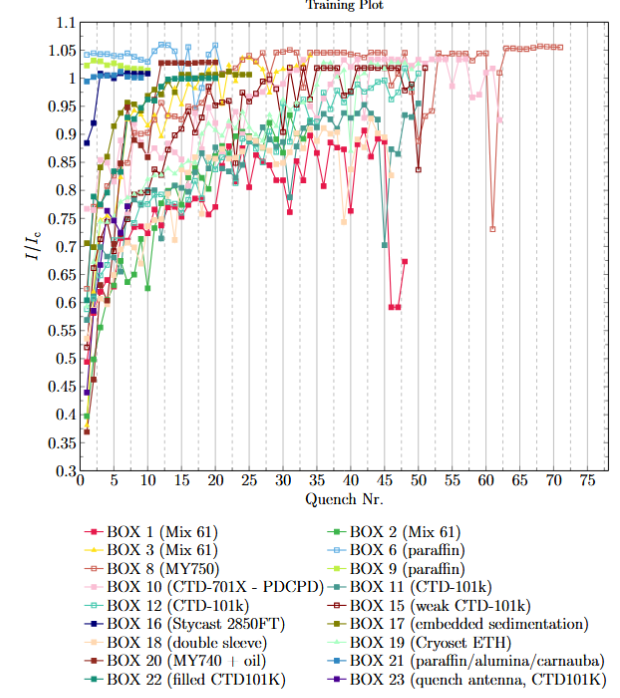 Training Plot
1.1
1.05
1
0.95
0.9
0.85
0.8
0.75
0.7
0.65
0.6
0.55
0.5
0.45
0.4
0.35
0.3
I/Ic
0 5 10 15 20 25 30 35 40 45 50 55 60 65 70 75
Quench Nr.
BOX 1 (Mix 61) BOX 2 (Mix 61)
BOX 3 (Mix 61) BOX 6 (paraffin)
BOX 8 (MY750) BOX 9 (paraffin)
BOX 10 (CTD-701X - PDCPD) BOX 11 (CTD-101k)
BOX 12 (CTD-101k) BOX 15 (weak CTD-101k)
BOX 16 (Stycast 2850FT) BOX 17 (embedded sedimentation)
BOX 18 (double sleeve) BOX 19 (Cryoset ETH)
BOX 20 (MY740 + oil) BOX 21 (paraffin/alumina/carnauba)
BOX 22 (filled CTD101K) BOX 23 (quench antenna, CTD101K)